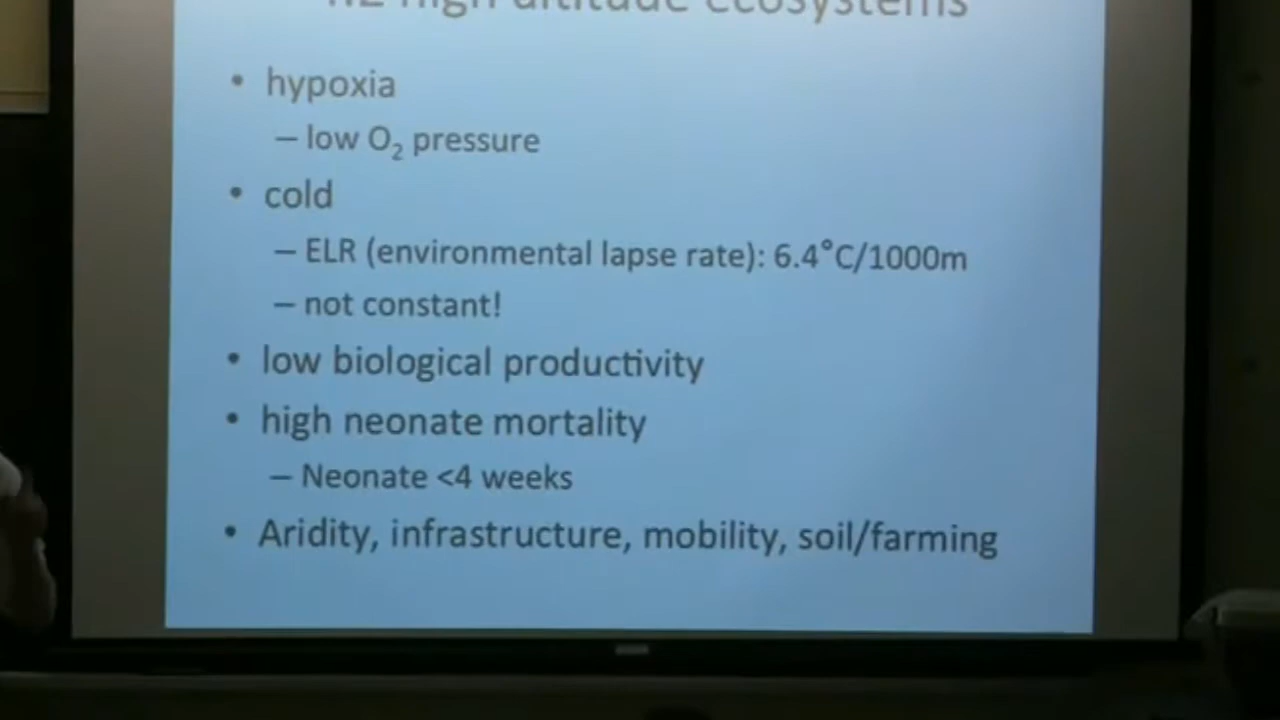 high altitude ecosystems
• hypoxia
– low O₂ pressure
• cold
– ELR (environmental lapse rate): 6.4°C/1000m
– not constant!
• low biological productivity
• high neonate mortality
– Neonate <4 weeks
• Aridity, infrastructure, mobility, soil/farming